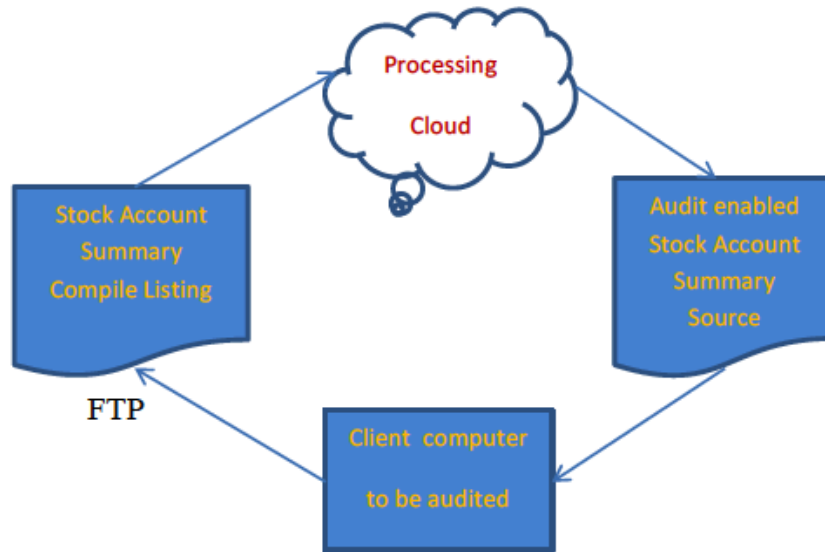 Processing
Cloud
Stock Account
Summary
Compile Listing
Audit enabled
Stock Account
Summary
Source
FTP
Client computer
to be audited